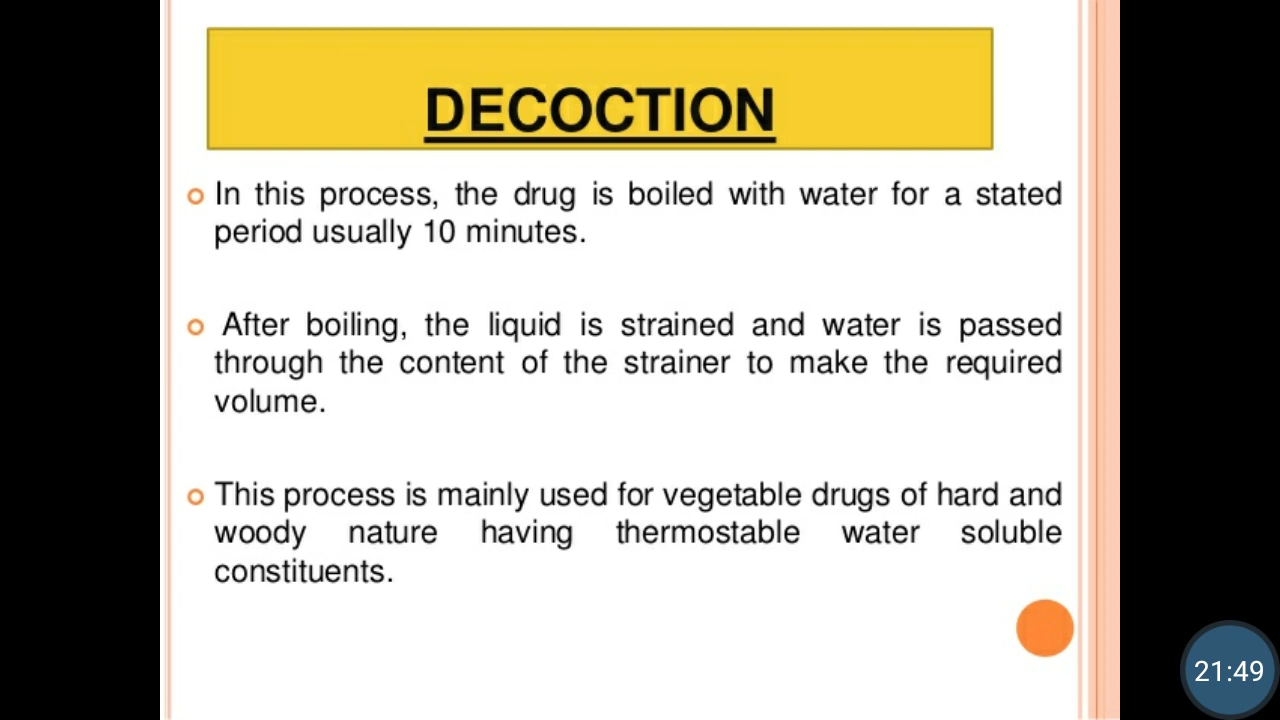 DECOCTION
In this process, the drug is boiled with water for a stated
period usually 10 minutes.
After boiling, the liquid is strained and water is passed
through the content of the strainer to make the required
volume.
This process is mainly used for vegetable drugs of hard and
woody nature having thermostable water soluble
constituents.
21:49